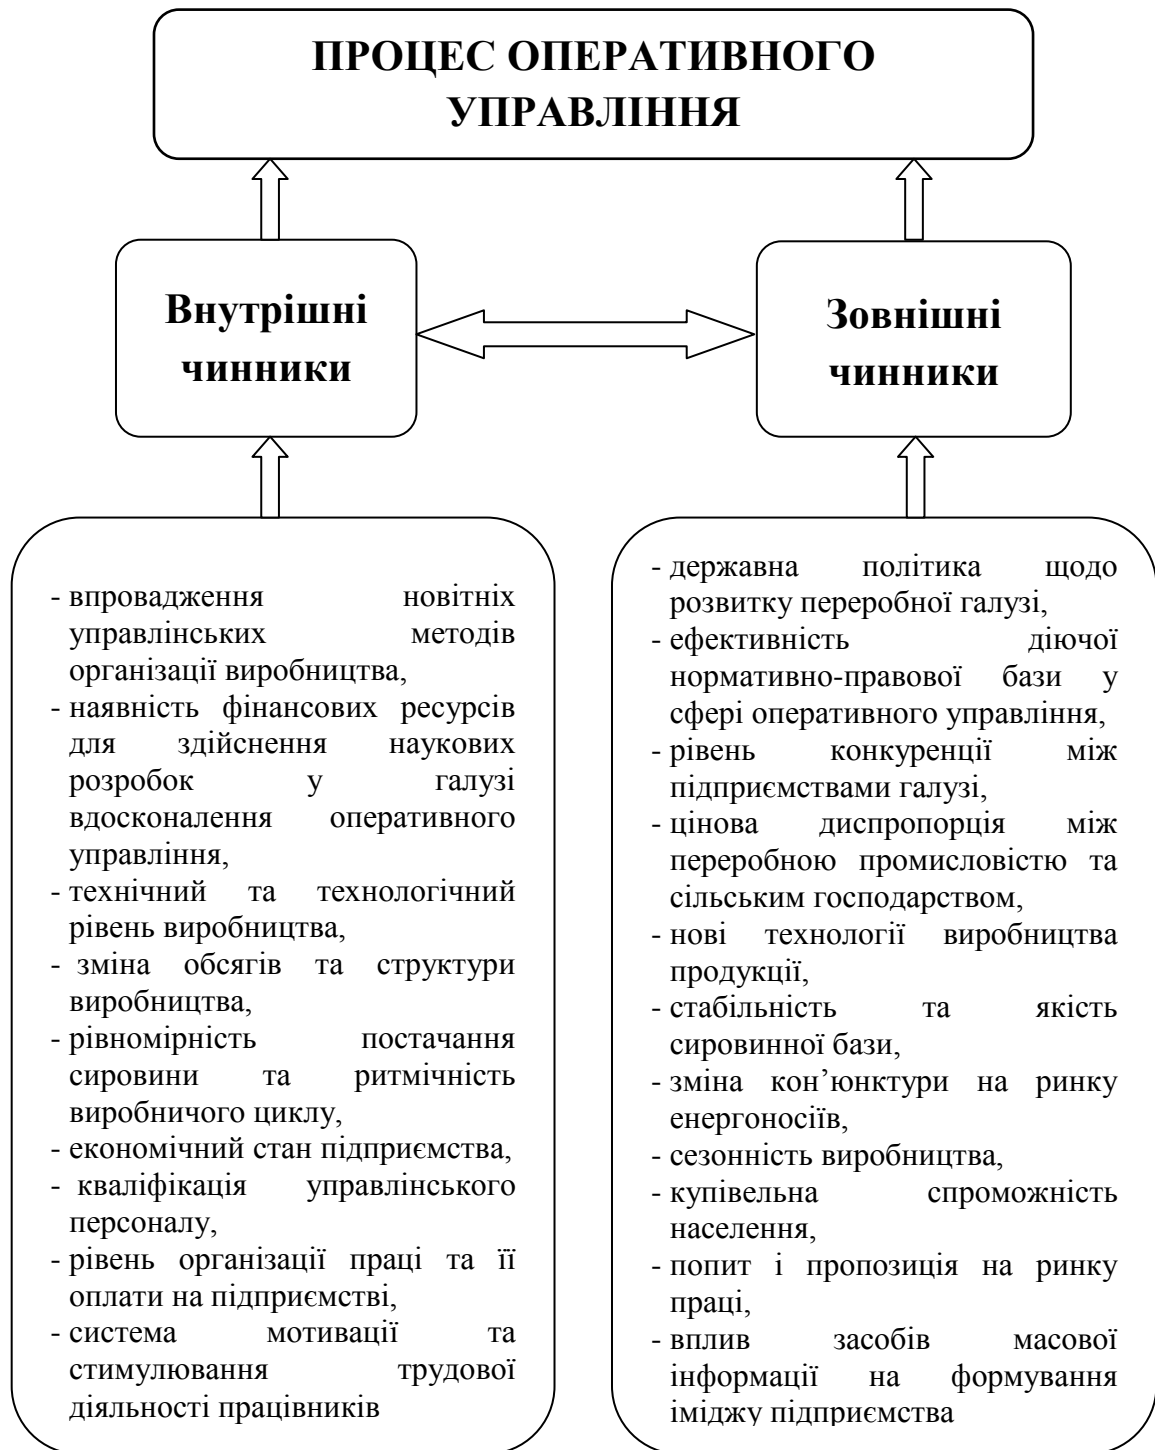 ПРОЦЕС ОПЕРАТИВНОГО
УПРАВЛІННЯ
Внутрішні
чинники
Зовнішні
чинники
- впровадження новітніх
управлінських методів
організації виробництва,
- наявність фінансових ресурсів
для здійснення наукових
розробок у галузі
вдосконалення оперативного
управління,
- технічний та технологічний
рівень виробництва,
- зміна обсягів та структури
виробництва,
- рівномірність постачання
сировини та ритмічність
виробничого циклу,
- економічний стан підприємства,
- кваліфікація управлінського
персоналу,
- рівень організації праці та її
оплати на підприємстві,
- система мотивації та
стимулювання трудової
діяльності працівників
- державна політика щодо
розвитку переробної галузі,
- ефективність діючої
нормативно-правової бази у
сфері оперативного управління,
- рівень конкуренції між
підприємствами галузі,
- цінова диспропорція між
переробною промисловістю та
сільським господарством,
- нові технології виробництва
продукції,
- стабільність та якість
сировинної бази,
- зміна кон’юнктури на ринку
енергоносіїв,
- сезонність виробництва,
- купівельна спроможність
населення,
- попит і пропозиція на ринку
праці,
- вплив засобів масової
інформації на формування
іміджу підприємства